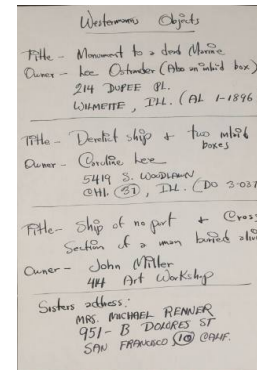 Westermann Objects
Title - Monument to a dead Marine
Owner - Lee Ostrander (Also an inlaid box)
214 DUPEE PL.
WILMETTE, ILL. (AL 1-1896
Title - Derelict ship + two inlaid
boxes
Owner - Caroline Lee
5419 S. WOODLAWN
CHI. (37), ILL. (DO 3-037
Title - Ship of no port + Cross
Section of a man buried alive
Owner - John Miller
414 Art Workshop
Sisters address:
MRS. MICHAEL RENNER
951-B DOLORES ST
SAN FRANCISCO (10) CALIF.